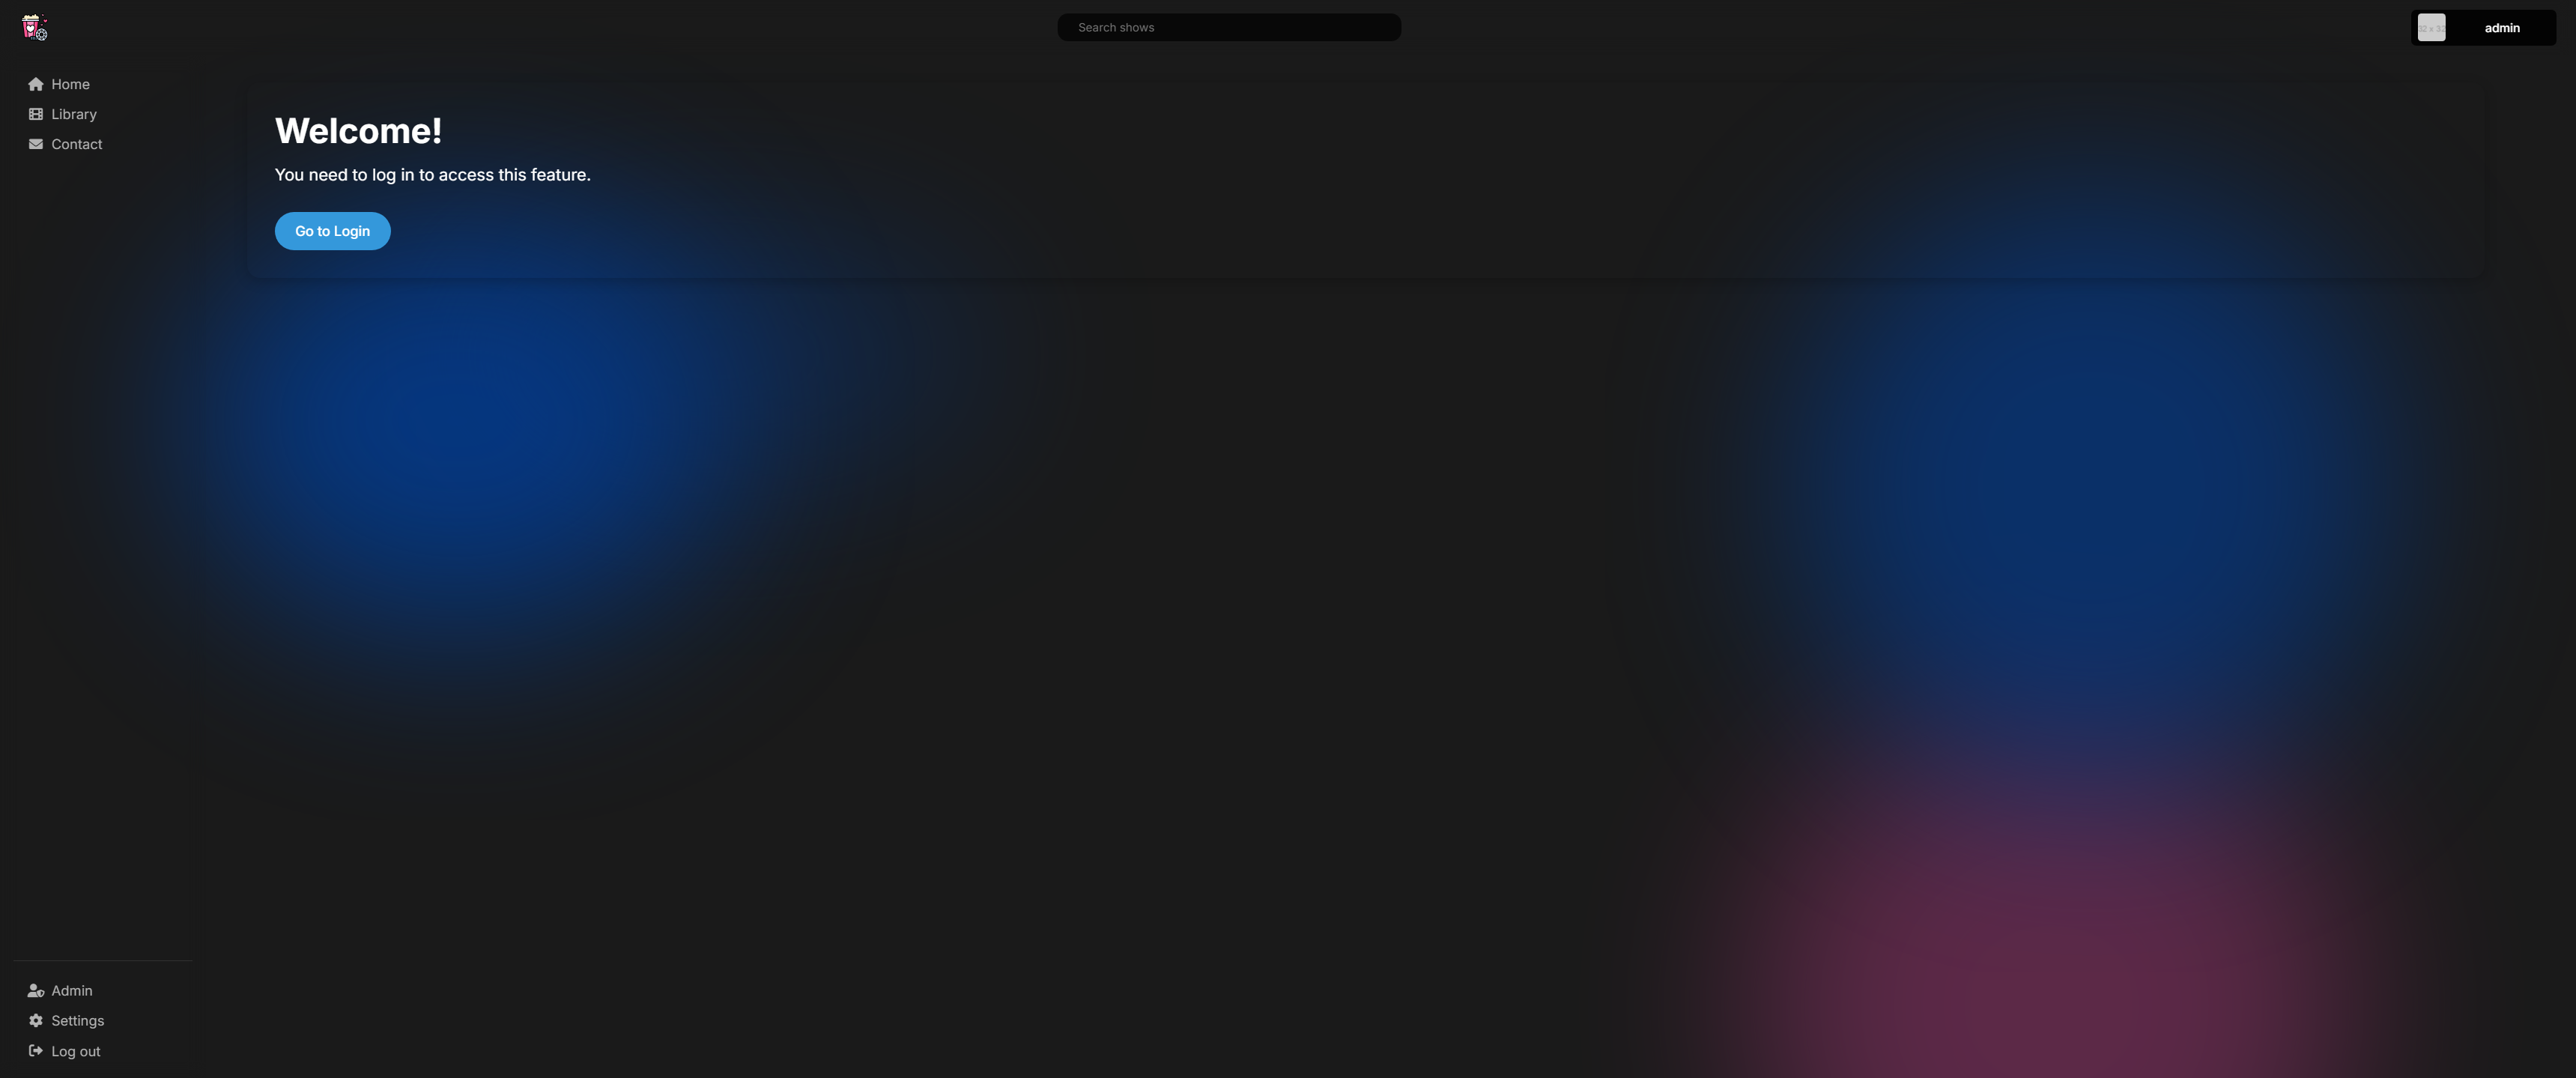 Search shows
admin
Home
Library
Contact
Welcome!
You need to log in to access this feature.
Go to Login
Admin
Settings
Log out